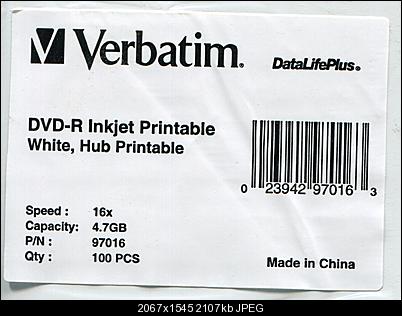 Verbatim®
DataLifePlus®
DVD-R Inkjet Printable
White, Hub Printable
0 23942 97016 3
Speed : 16x
Capacity: 4.7GB
P/N : 97016
Qty : 100 PCS
Made in China
2067x1545 2107kb JPEG